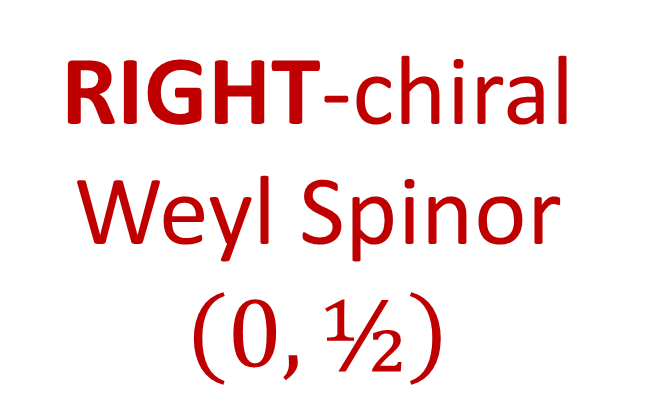 RIGHT-chiral
Weyl Spinor
(0, ½)